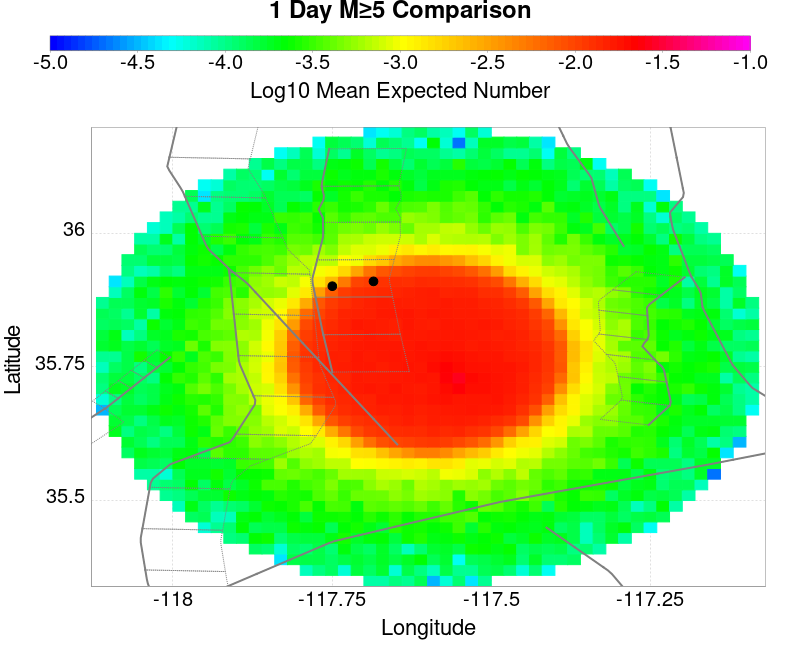 1 Day M≥5 Comparison
-5.0 -4.5 -4.0 -3.5 -3.0 -2.5 -2.0 -1.5 -1.0
Log10 Mean Expected Number
36
35.75
35.5
Latitude
-118 -117.75 -117.5 -117.25
Longitude